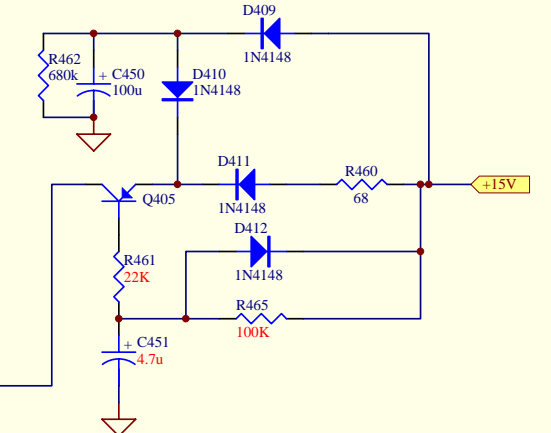 D409
1N4148
R462
680k
+ C450
100u
D410
1N4148
D411
1N4148
R460
68
+15V
Q405
D412
1N4148
R461
22K
R465
100K
+ C451
4.7u